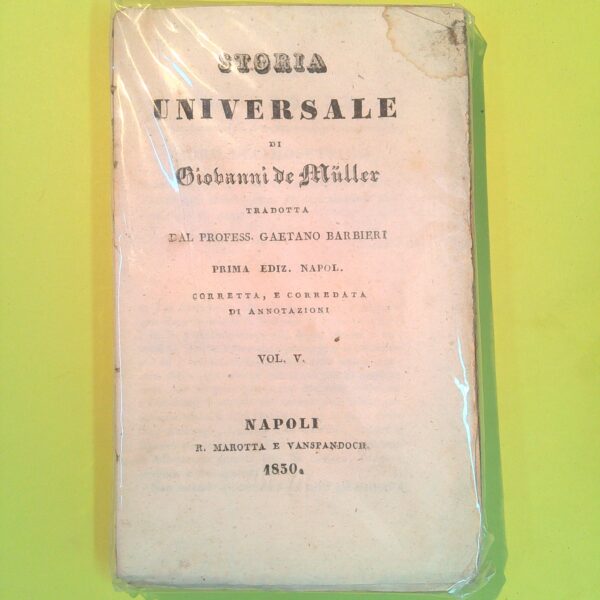 STORIA
UNIVERSALE
DI
Giovanni de Müller
TRADOTTA
DAL PROFESS. GAETANO BARBIERI
PRIMA EDIZ. NAPOL.
CORRETTA, E CORREDATA
DI ANNOTAZIONI
VOL. V.
NAPOLI
R. MAROTTA E VANSPANDOCH.
1830.